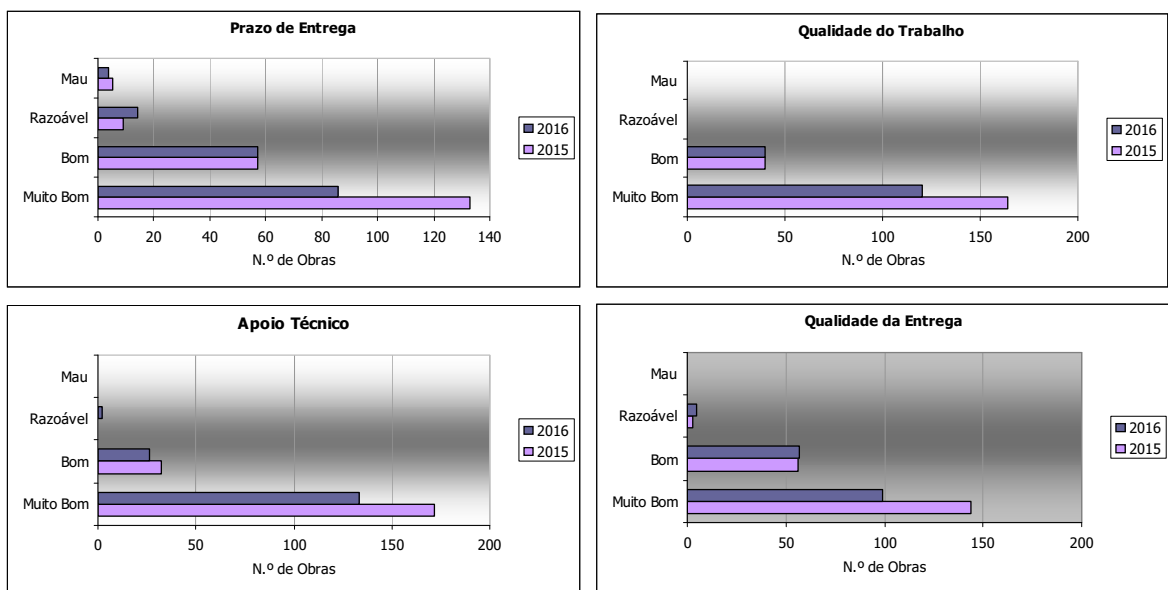 Prazo de Entrega
Mau
Razoável
Bom
Muito Bom
0 20 40 60 80 100 120 140
N.º de Obras
2016
2015
Qualidade do Trabalho
Mau
Razoável
Bom
Muito Bom
0 50 100 150 200
N.º de Obras
2016
2015
Apoio Técnico
Mau
Razoável
Bom
Muito Bom
0 50 100 150 200
N.º de Obras
2016
2015
Qualidade da Entrega
Mau
Razoável
Bom
Muito Bom
0 50 100 150 200
N.º de Obras
2016
2015